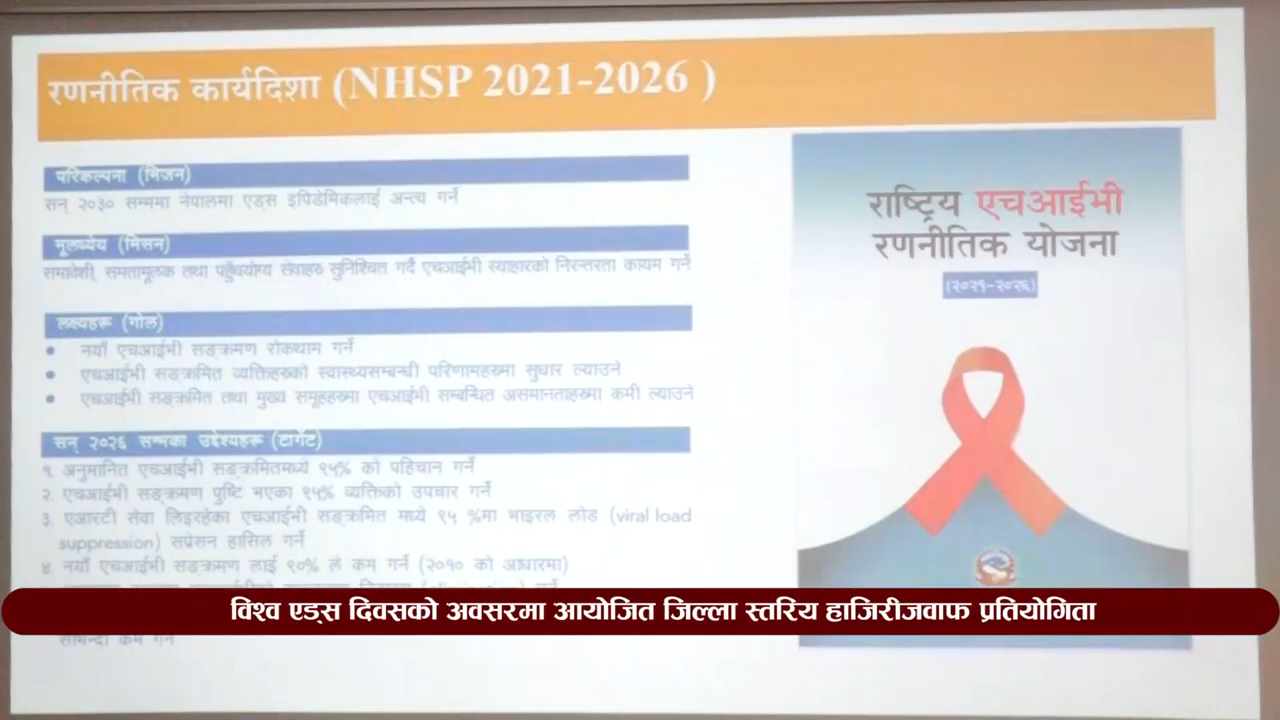 रणनीतिक कार्यदिशा (NHSP 2021-2026 )
परिकल्पना (भिजन)
सन् २०३० सम्ममा नेपालमा एड्स इपिडेमिकलाई अन्त्य गर्ने
मूलध्येय (मिसन)
समावेशी, समतामूलक तथा पहुँचयोग्य सेवाहरु सुनिश्चित गर्दै एचआईभी स्याहारको निरन्तरता कायम गर्ने
लक्ष्यहरू (गोल)
● नयाँ एचआईभी सङ्क्रमण रोकथाम गर्ने
● एचआईभी सङ्क्रमित व्यक्तिहरुको स्वास्थ्यसम्बन्धी परिणामहरुमा सुधार ल्याउने
● एचआईभी सङ्क्रमित तथा मुख्य समूहहरुमा एचआईभी सम्बन्धित असमानताहरुमा कमी ल्याउने
सन् २०२६ सम्मका उद्देश्यहरू (टार्गेट)
१. अनुमानित एचआईभी सङ्क्रमितमध्ये ९५% को पहिचान गर्ने
२. एचआईभी सङ्क्रमण पुष्टि भएका ९५% व्यक्तिको उपचार गर्ने
३. एआरटी सेवा लिइरहेका एचआईभी सङ्क्रमित मध्ये ९५ %मा भाइरल लोड (viral load
suppression) सप्रेसन हासिल गर्ने
४. नयाँ एचआईभी सङ्क्रमण लाई ९०% ले कम गर्ने (२०१० को आधारमा)
कम गर्ने
राष्ट्रिय एचआईभी
रणनीतिक योजना
(२०२१-२०२६)
विश्व एड्स दिवसको अवसरमा आयोजित जिल्ला स्तरिय हाजिरीजवाफ प्रतियोगिता